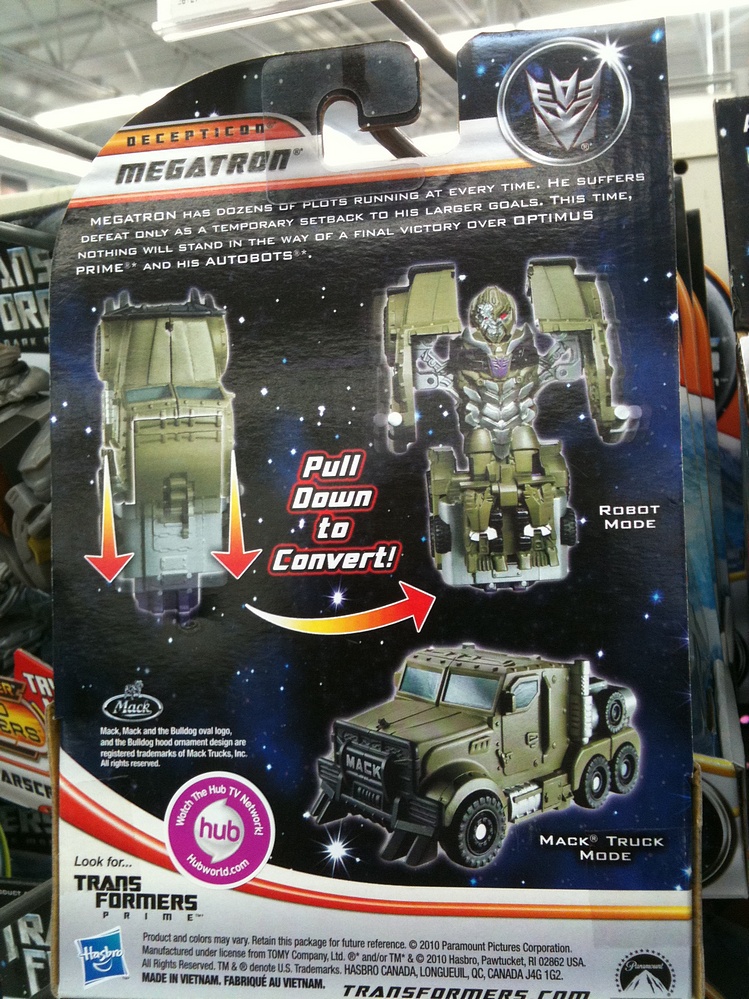 DECEPTICON
MEGATRON®
MEGATRON HAS DOZENS OF PLOTS RUNNING AT EVERY TIME. HE SUFFERS
DEFEAT ONLY AS A TEMPORARY SETBACK TO HIS LARGER GOALS. THIS TIME,
NOTHING WILL STAND IN THE WAY OF A FINAL VICTORY OVER OPTIMUS
PRIME®* AND HIS AUTOBOTS®*.
Pull
Down
to
Convert!
ROBOT
MODE
MACK
MACK® TRUCK
MODE
Mack
Mack, Mack and the Bulldog oval logo,
and the Bulldog hood ornament design are
registered trademarks of Mack Trucks, Inc.
All rights reserved.
Watch The Hub TV Network!
hub
Hubworld.com
Look for...
TRANS
FORMERS
PRIME™
Hasbro
Product and colors may vary. Retain this package for future reference. © 2010 Paramount Pictures Corporation.
Manufactured under license from TOMY Company, Ltd. ®* and/or TM* & © 2010 Hasbro, Pawtucket, RI 02862 USA.
All Rights Reserved. TM & ® denote U.S. Trademarks. HASBRO CANADA, LONGUEUIL, QC, CANADA J4G 1G2.
MADE IN VIETNAM. FABRIQUÉ AU VIETNAM.
TRANSFORMERS.COM
Paramount